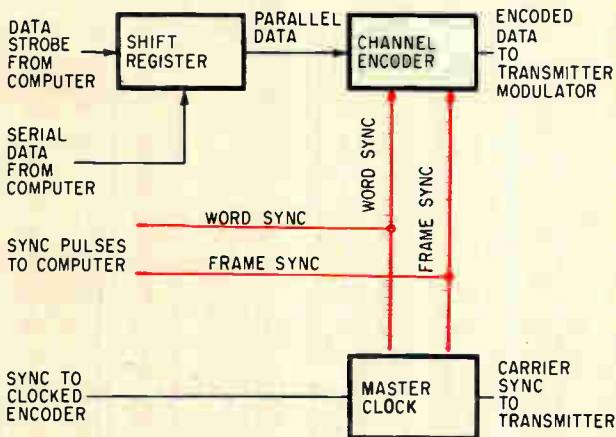 DATA
STROBE
FROM
COMPUTER
SHIFT
REGISTER
PARALLEL
DATA
CHANNEL
ENCODER
ENCODED
DATA
TO
TRANSMITTER
MODULATOR
SERIAL
DATA
FROM
COMPUTER
WORD SYNC
FRAME SYNC
WORD SYNC
SYNC PULSES
TO COMPUTER
FRAME SYNC
SYNC TO
CLOCKED
ENCODER
MASTER
CLOCK
CARRIER
SYNC
TO
TRANSMITTER